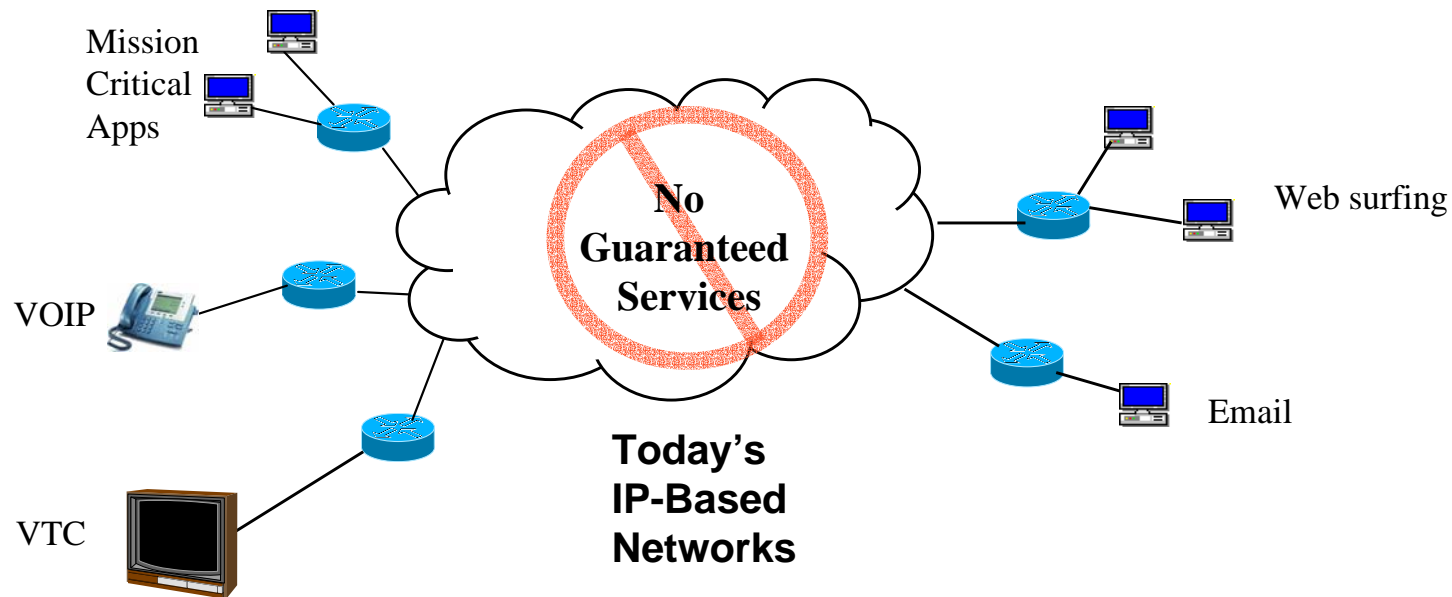 Mission
Critical
Apps
No
Guaranteed
Services
Web surfing
VOIP
Email
Today's
IP-Based
Networks
VTC